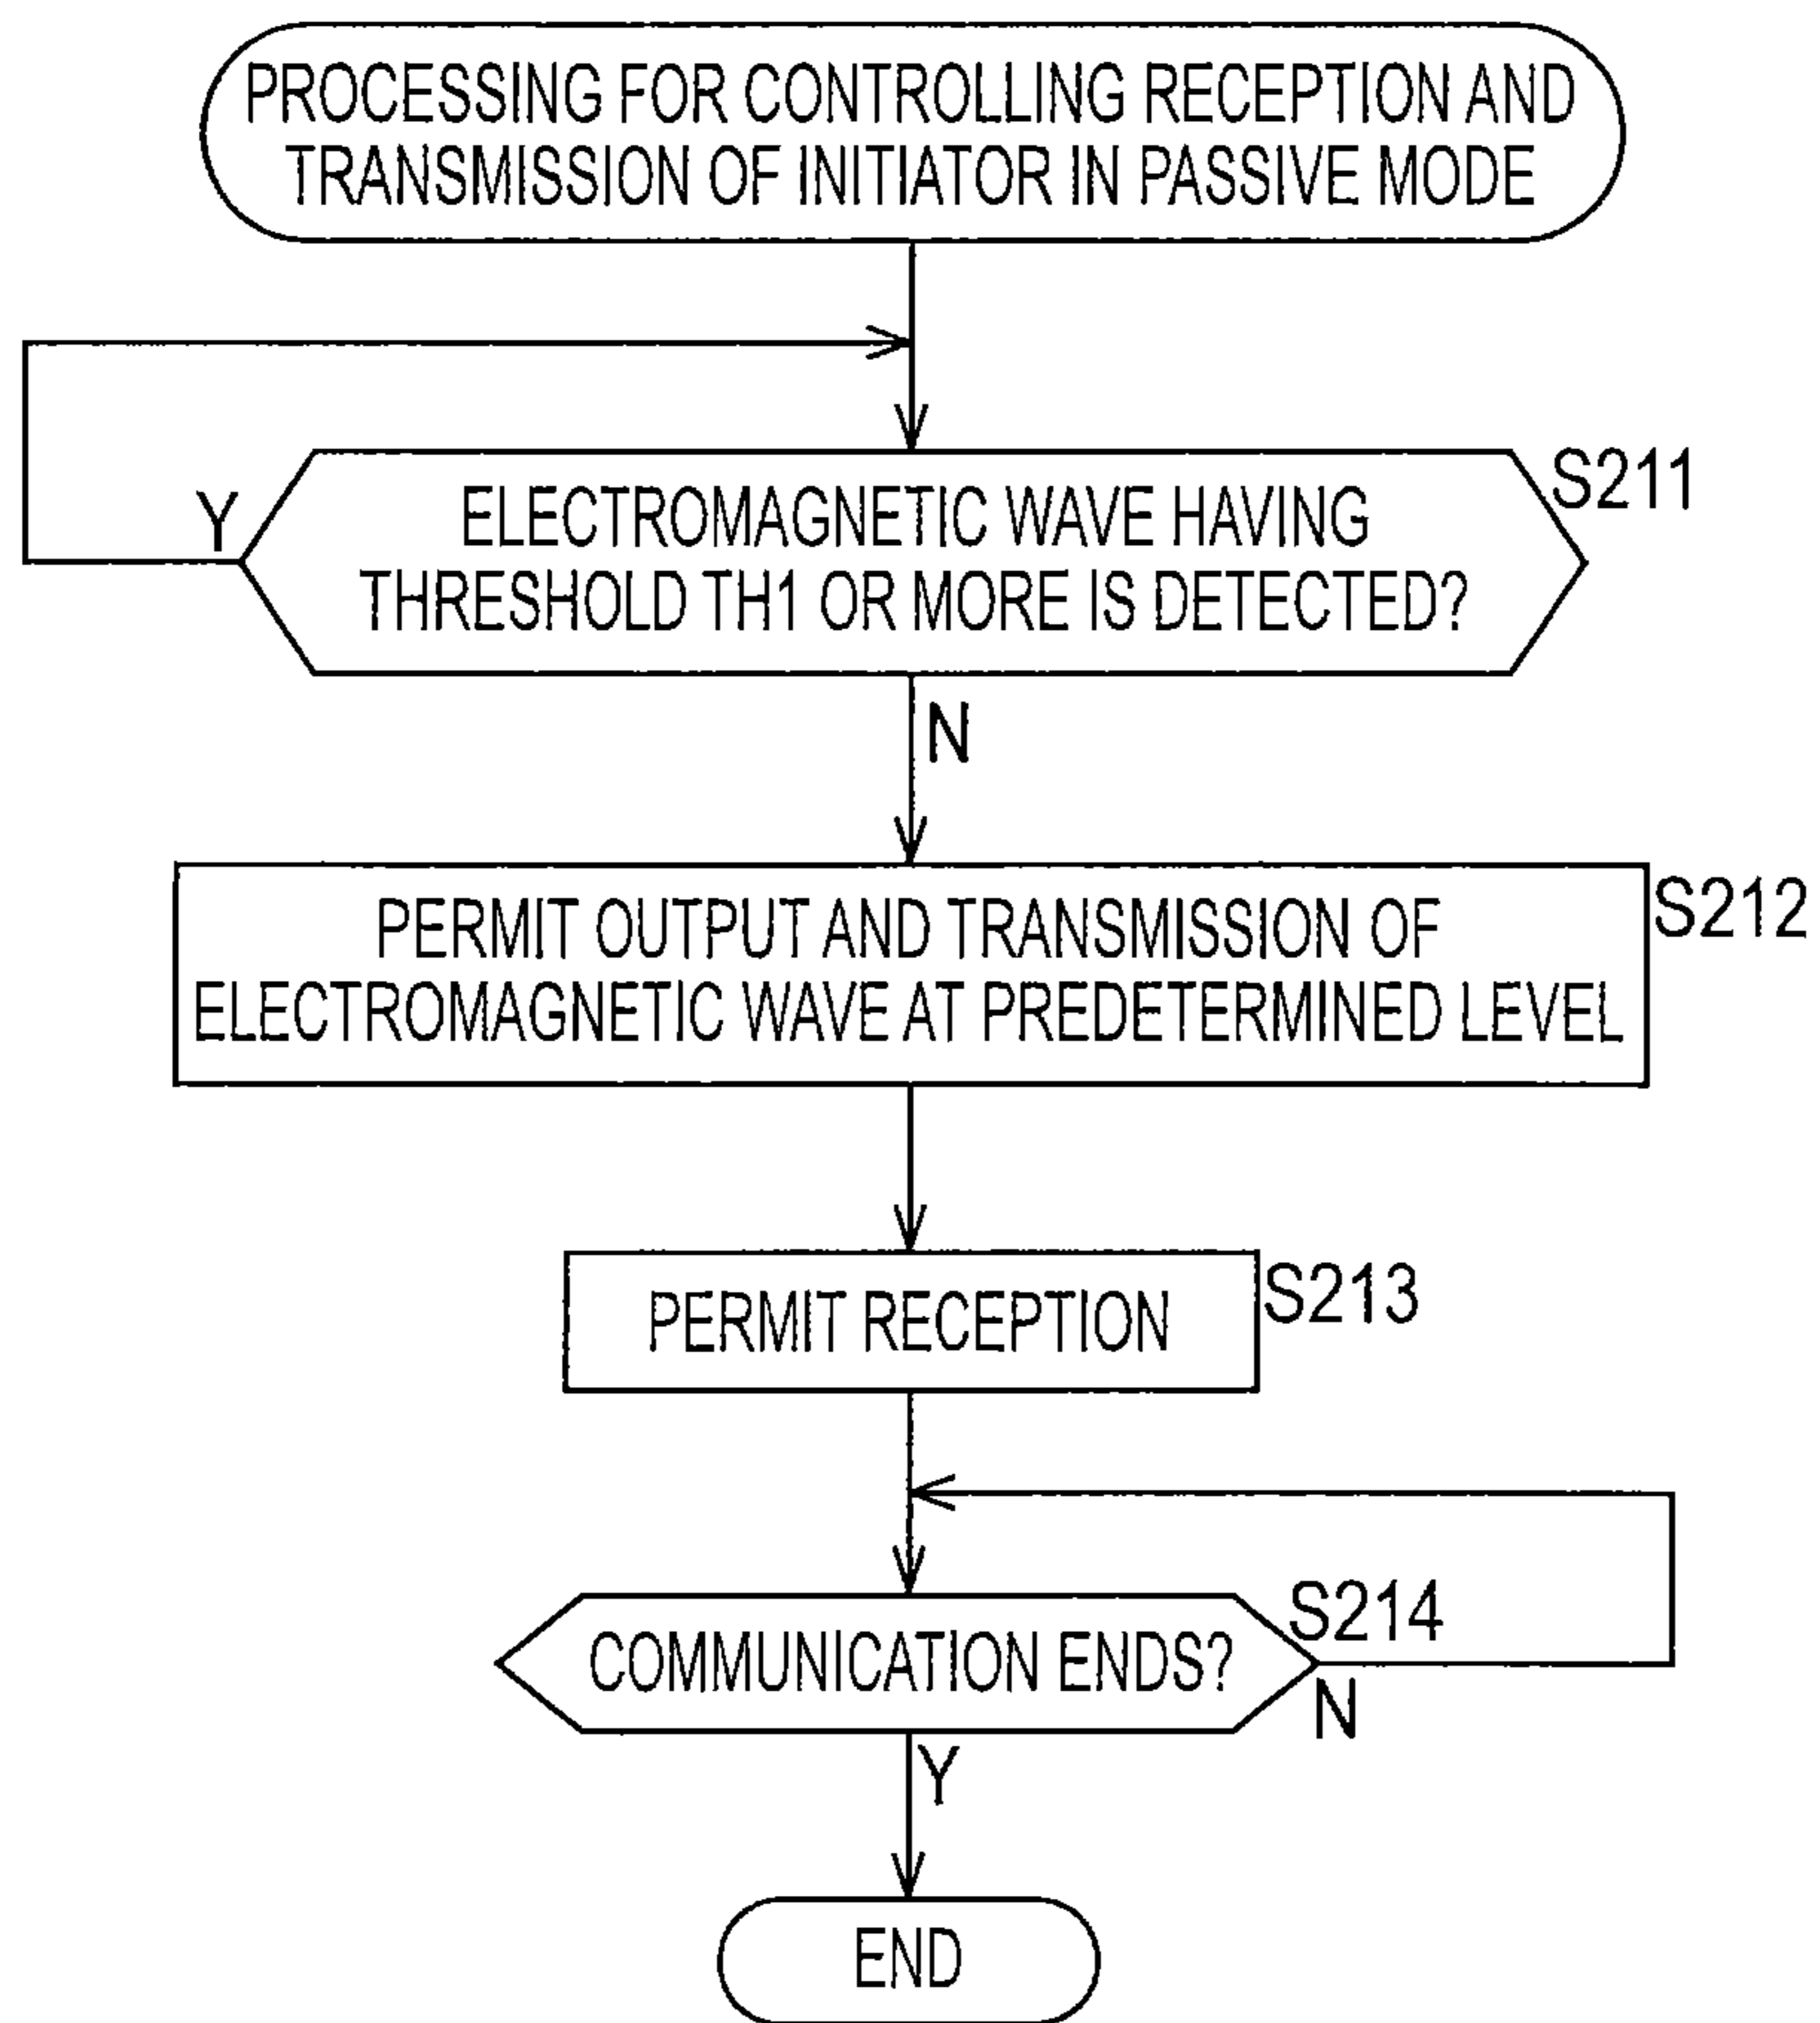 PROCESSING FOR CONTROLLING RECEPTION AND
TRANSMISSION OF INITIATOR IN PASSIVE MODE
S211
Y
ELECTROMAGNETIC WAVE HAVING
THRESHOLD TH1 OR MORE IS DETECTED?
N
S212
PERMIT OUTPUT AND TRANSMISSION OF
ELECTROMAGNETIC WAVE AT PREDETERMINED LEVEL
S213
PERMIT RECEPTION
S214
COMMUNICATION ENDS?
N
Y
END